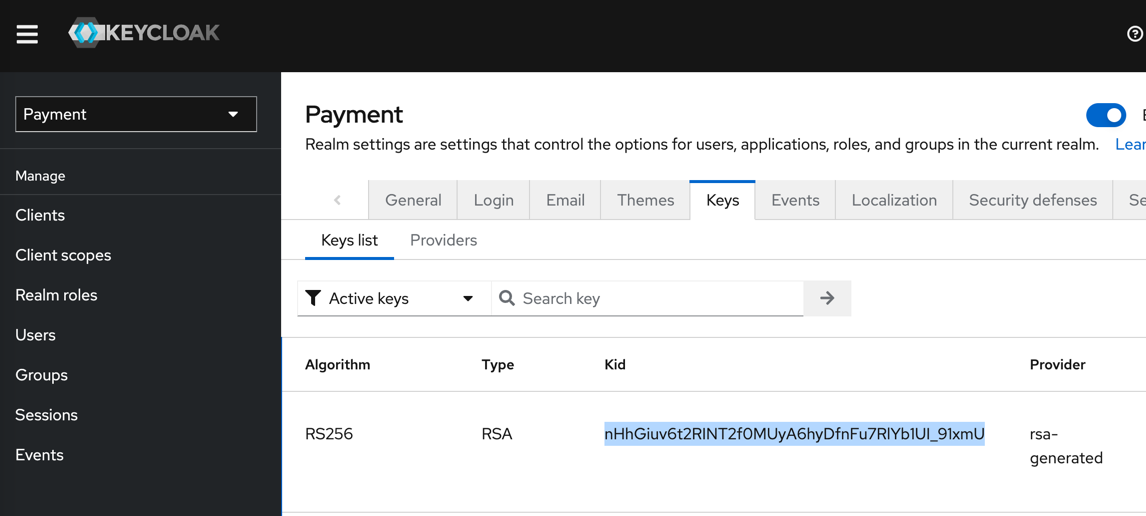 KEYCLOAK
Payment
Manage
Clients
Client scopes
Realm roles
Users
Groups
Sessions
Events
Payment
Realm settings are settings that control the options for users, applications, roles, and groups in the current realm. Lear
General Login Email Themes Keys Events Localization Security defenses Se
Keys list Providers
Active keys Search key
Algorithm Type Kid Provider
RS256 RSA nHhGiuv6t2RINT2f0MUyA6hyDfnFu7RlYb1UI_91xmU rsa-
generated